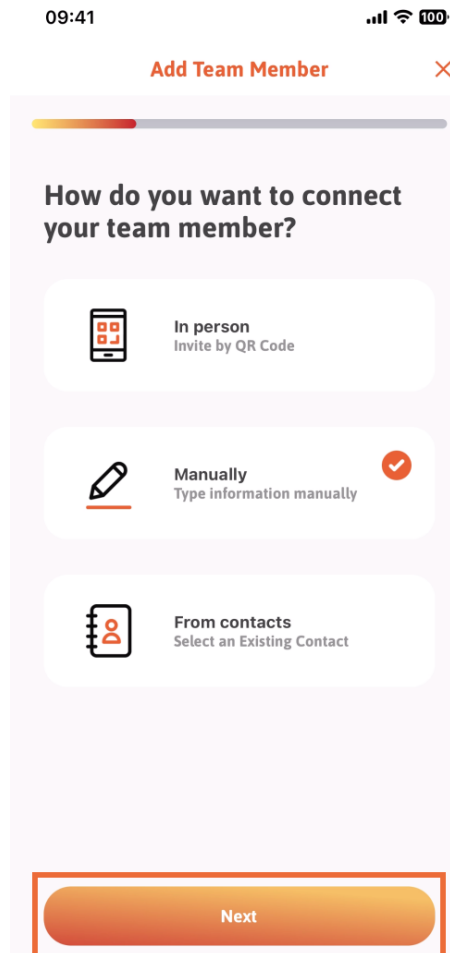 09:41
100
Add Team Member
How do you want to connect
your team member?
In person
Invite by QR Code
Manually
Type information manually
From contacts
Select an Existing Contact
Next